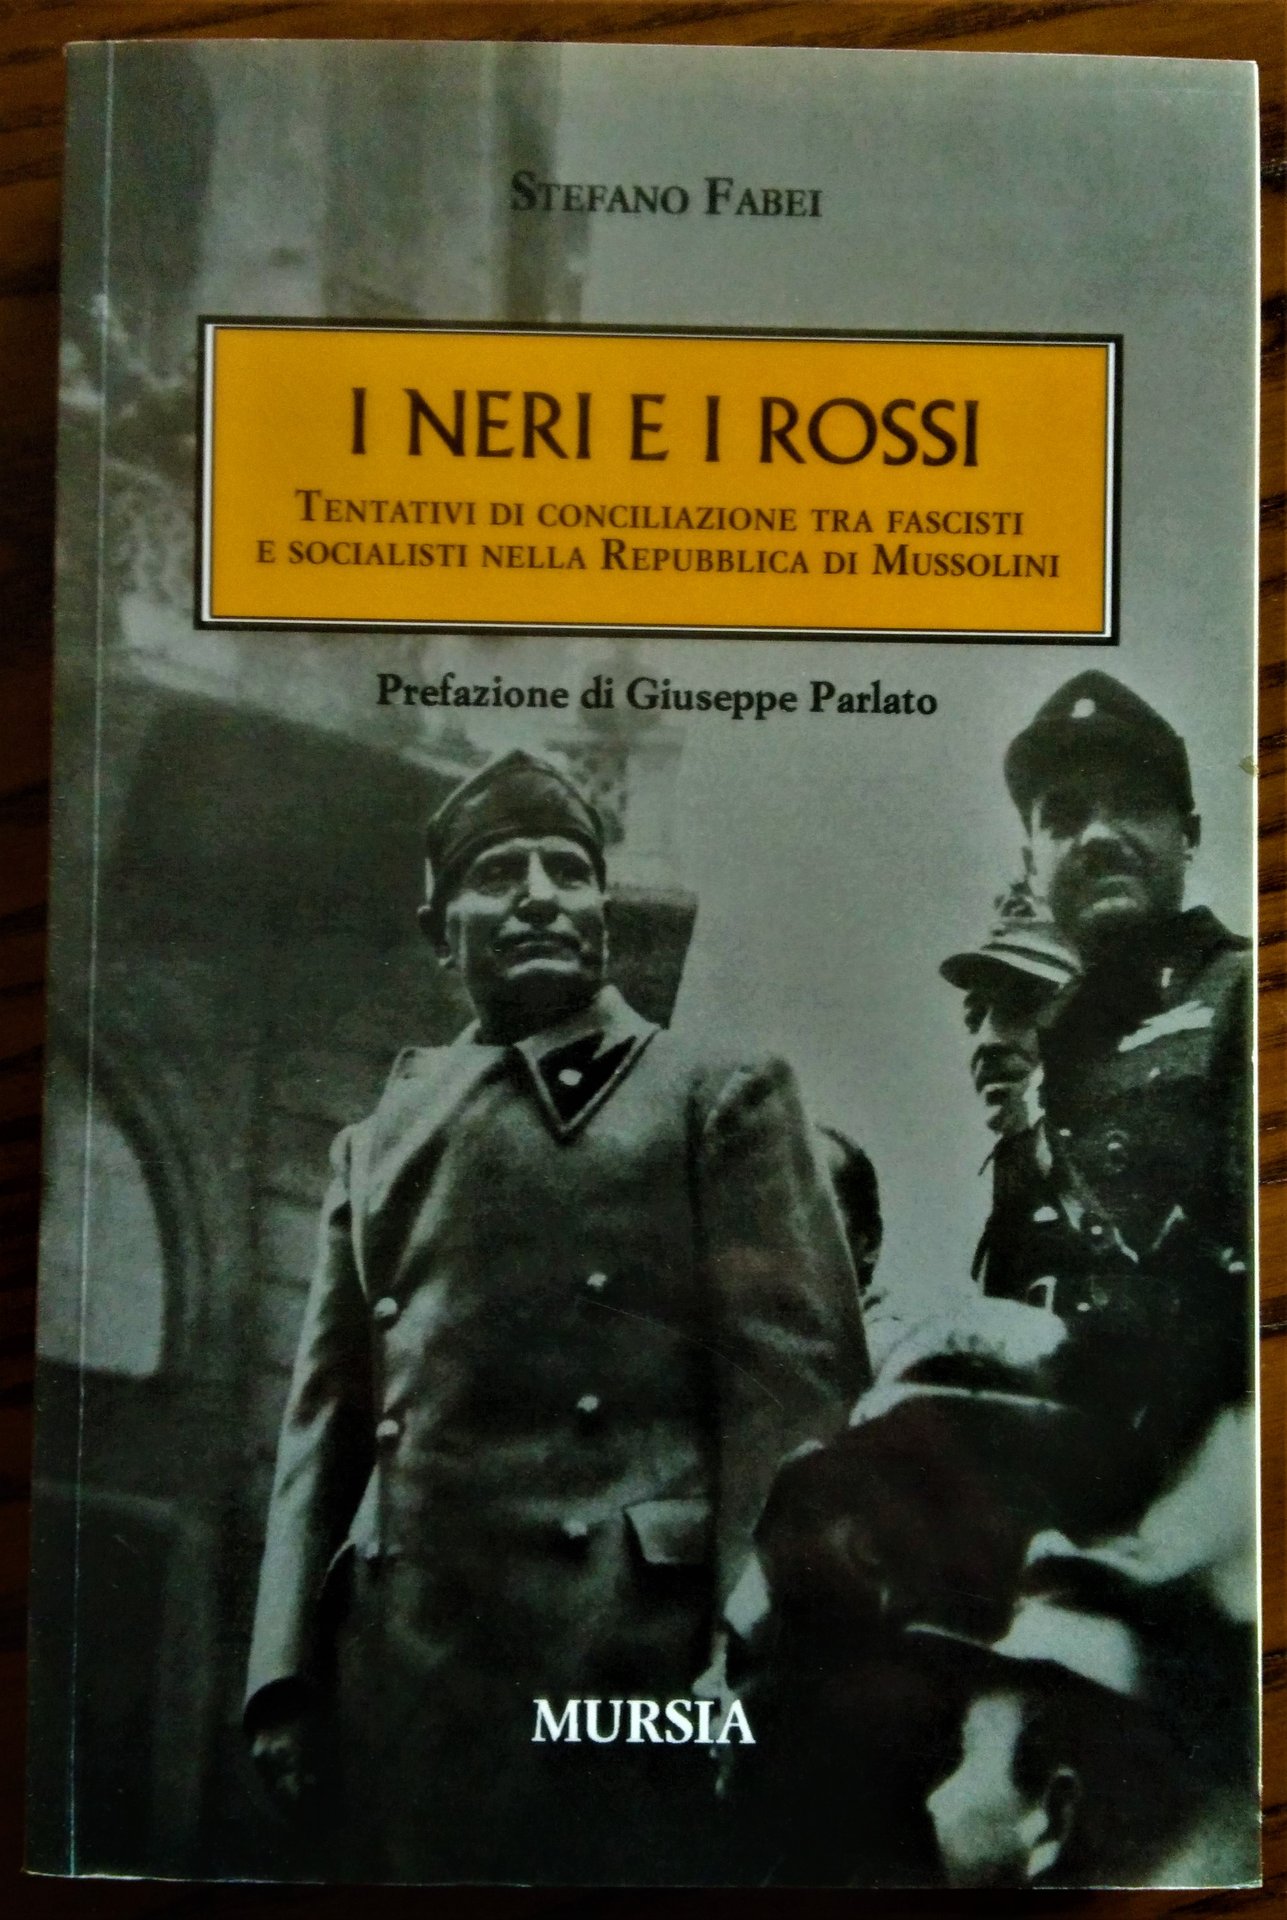 STEFANO FABEI
I NERI E I ROSSI
TENTATIVI DI CONCILIAZIONE TRA FASCISTI
E SOCIALISTI NELLA REPUBBLICA DI MUSSOLINI
Prefazione di Giuseppe Parlato
MURSIA